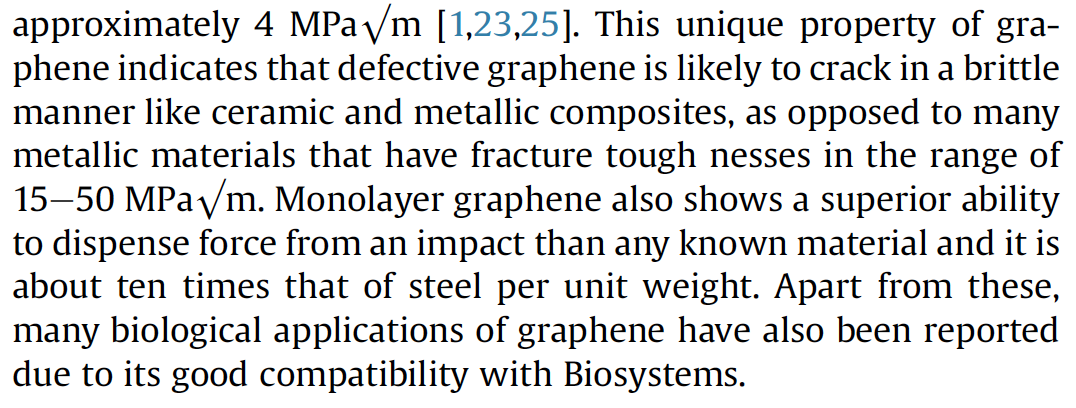 approximately 4 MPa√m [1,23,25]. This unique property of gra-
phene indicates that defective graphene is likely to crack in a brittle
manner like ceramic and metallic composites, as opposed to many
metallic materials that have fracture tough nesses in the range of
15–50 MPa√m. Monolayer graphene also shows a superior ability
to dispense force from an impact than any known material and it is
about ten times that of steel per unit weight. Apart from these,
many biological applications of graphene have also been reported
due to its good compatibility with Biosystems.